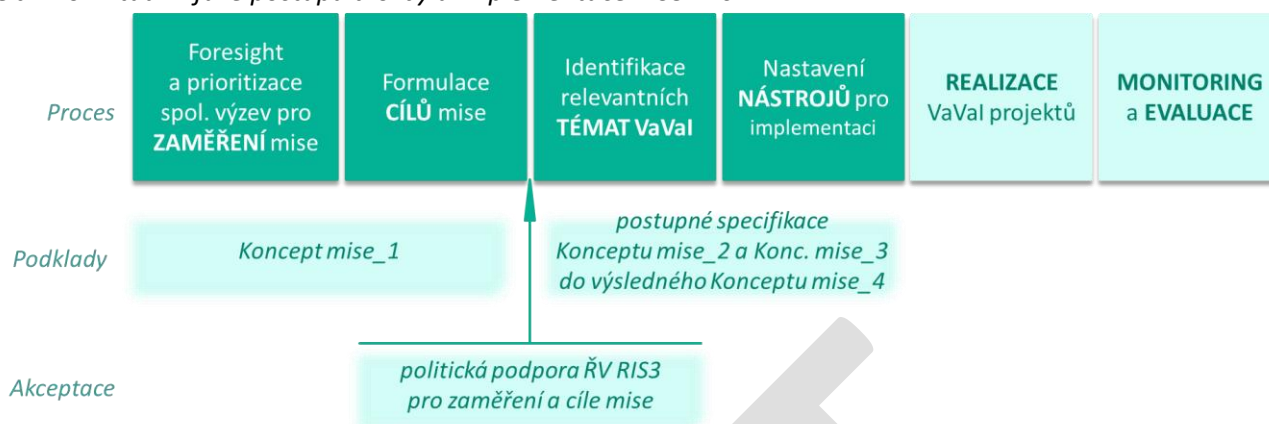 Proces
Foresight
a prioritizace
spol. výzev pro
ZAMĚŘENÍ mise
Formulace
CÍLŮ mise
Identifikace
relevantních
TÉMAT VaVaI
Nastavení
NÁSTROJŮ pro
implementaci
REALIZACE
VaVaI projektů
MONITORING
a EVALUACE
Podklady
Koncept mise_1
postupné specifikace
Konceptu mise_2 a Konc. mise_3
do výsledného Konceptu mise_4
Akceptace
politická podpora ŘV RIS3
pro zaměření a cíle mise